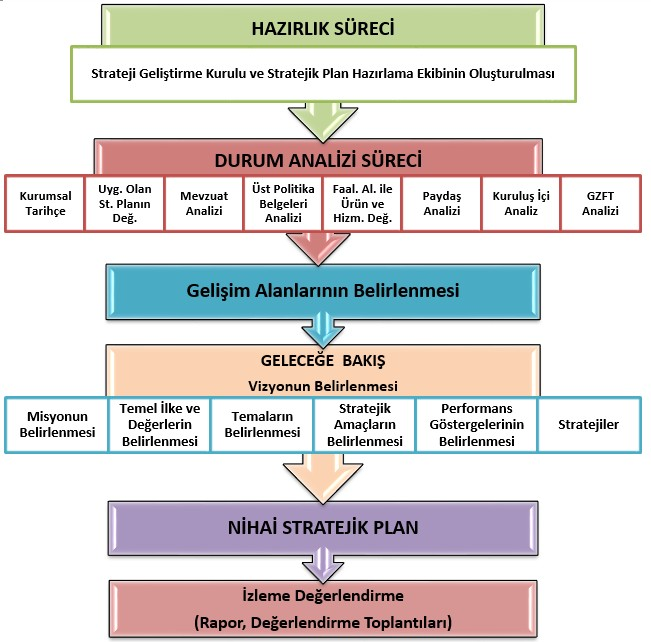 HAZIRLIK SÜRECİ
Strateji Geliştirme Kurulu ve Stratejik Plan Hazırlama Ekibinin Oluşturulması
DURUM ANALİZİ SÜRECİ
Kurumsal
Tarihçe
Uyg. Olan
St. Planın
Değ.
Mevzuat
Analizi
Üst Politika
Belgeleri
Analizi
Faal. Al. ile
Ürün ve
Hizm. Değ.
Paydaş
Analizi
Kuruluş İçi
Analiz
GZFT
Analizi
Gelişim Alanlarının Belirlenmesi
GELECEĞE BAKIŞ
Vizyonun Belirlenmesi
Misyonun
Belirlenmesi
Temel İlke ve
Değerlerin
Belirlenmesi
Temaların
Belirlenmesi
Stratejik
Amaçların
Belirlenmesi
Performans
Göstergelerinin
Belirlenmesi
Stratejiler
NİHAİ STRATEJİK PLAN
İzleme Değerlendirme
(Rapor, Değerlendirme Toplantıları)